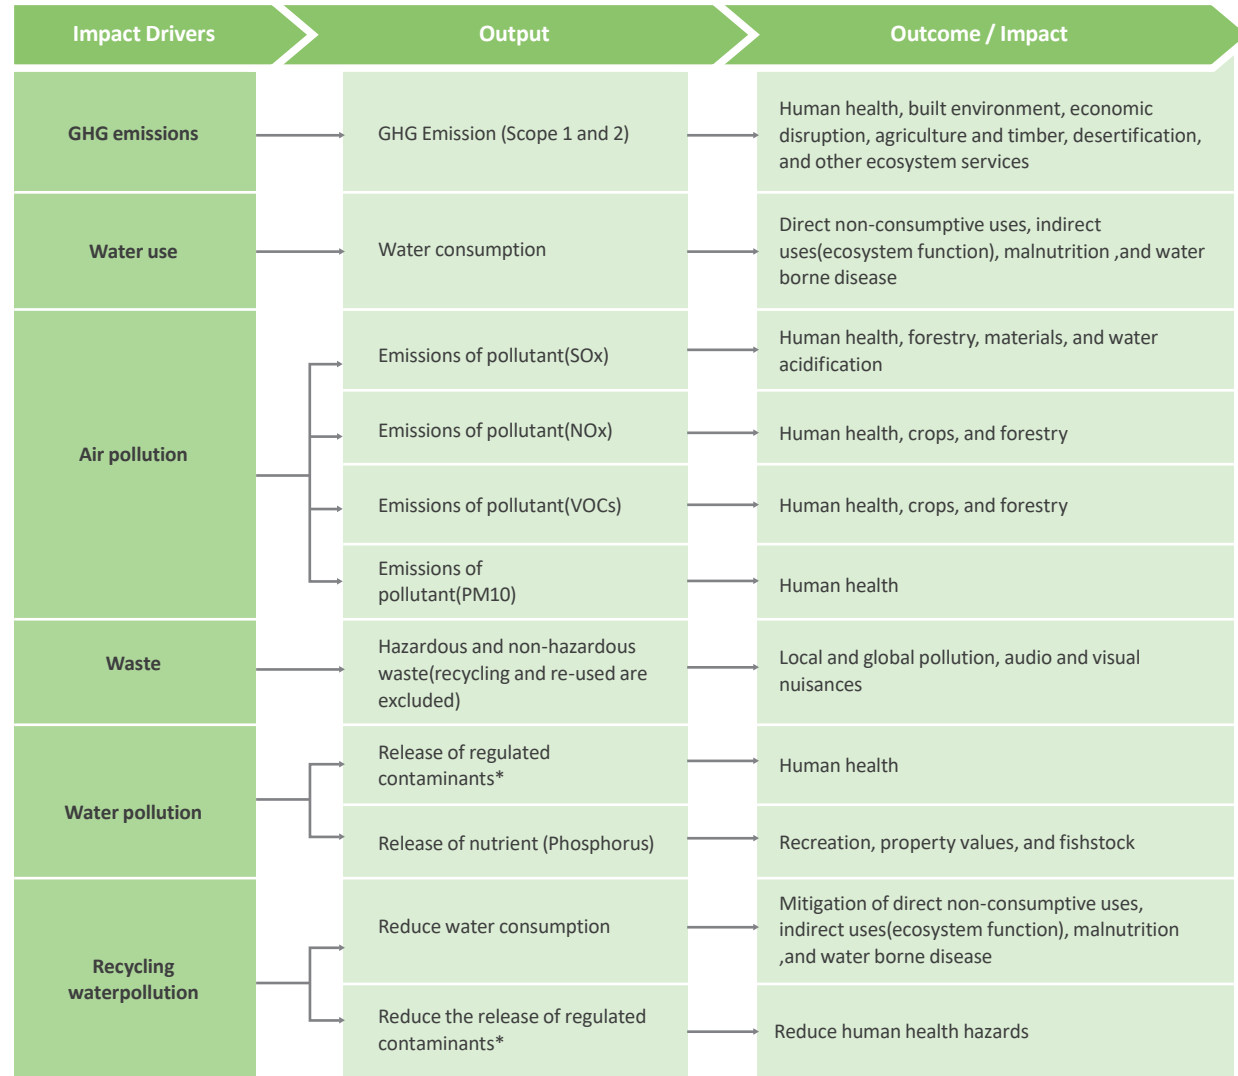 Impact Drivers
Output
Outcome / Impact
GHG emissions
GHG Emission (Scope 1 and 2)
Human health, built environment, economic
disruption, agriculture and timber, desertification,
and other ecosystem services
Water use
Water consumption
Direct non-consumptive uses, indirect
uses(ecosystem function), malnutrition ,and water
borne disease
Air pollution
Emissions of pollutant(SOx)
Human health, forestry, materials, and water
acidification
Emissions of pollutant(NOx)
Human health, crops, and forestry
Emissions of pollutant(VOCs)
Human health, crops, and forestry
Emissions of
pollutant(PM10)
Human health
Waste
Hazardous and non-hazardous
waste(recycling and re-used are
excluded)
Local and global pollution, audio and visual
nuisances
Water pollution
Release of regulated
contaminants*
Human health
Release of nutrient (Phosphorus)
Recreation, property values, and fishstock
Recycling
waterpollution
Reduce water consumption
Mitigation of direct non-consumptive uses,
indirect uses(ecosystem function), malnutrition
,and water borne disease
Reduce the release of regulated
contaminants*
Reduce human health hazards